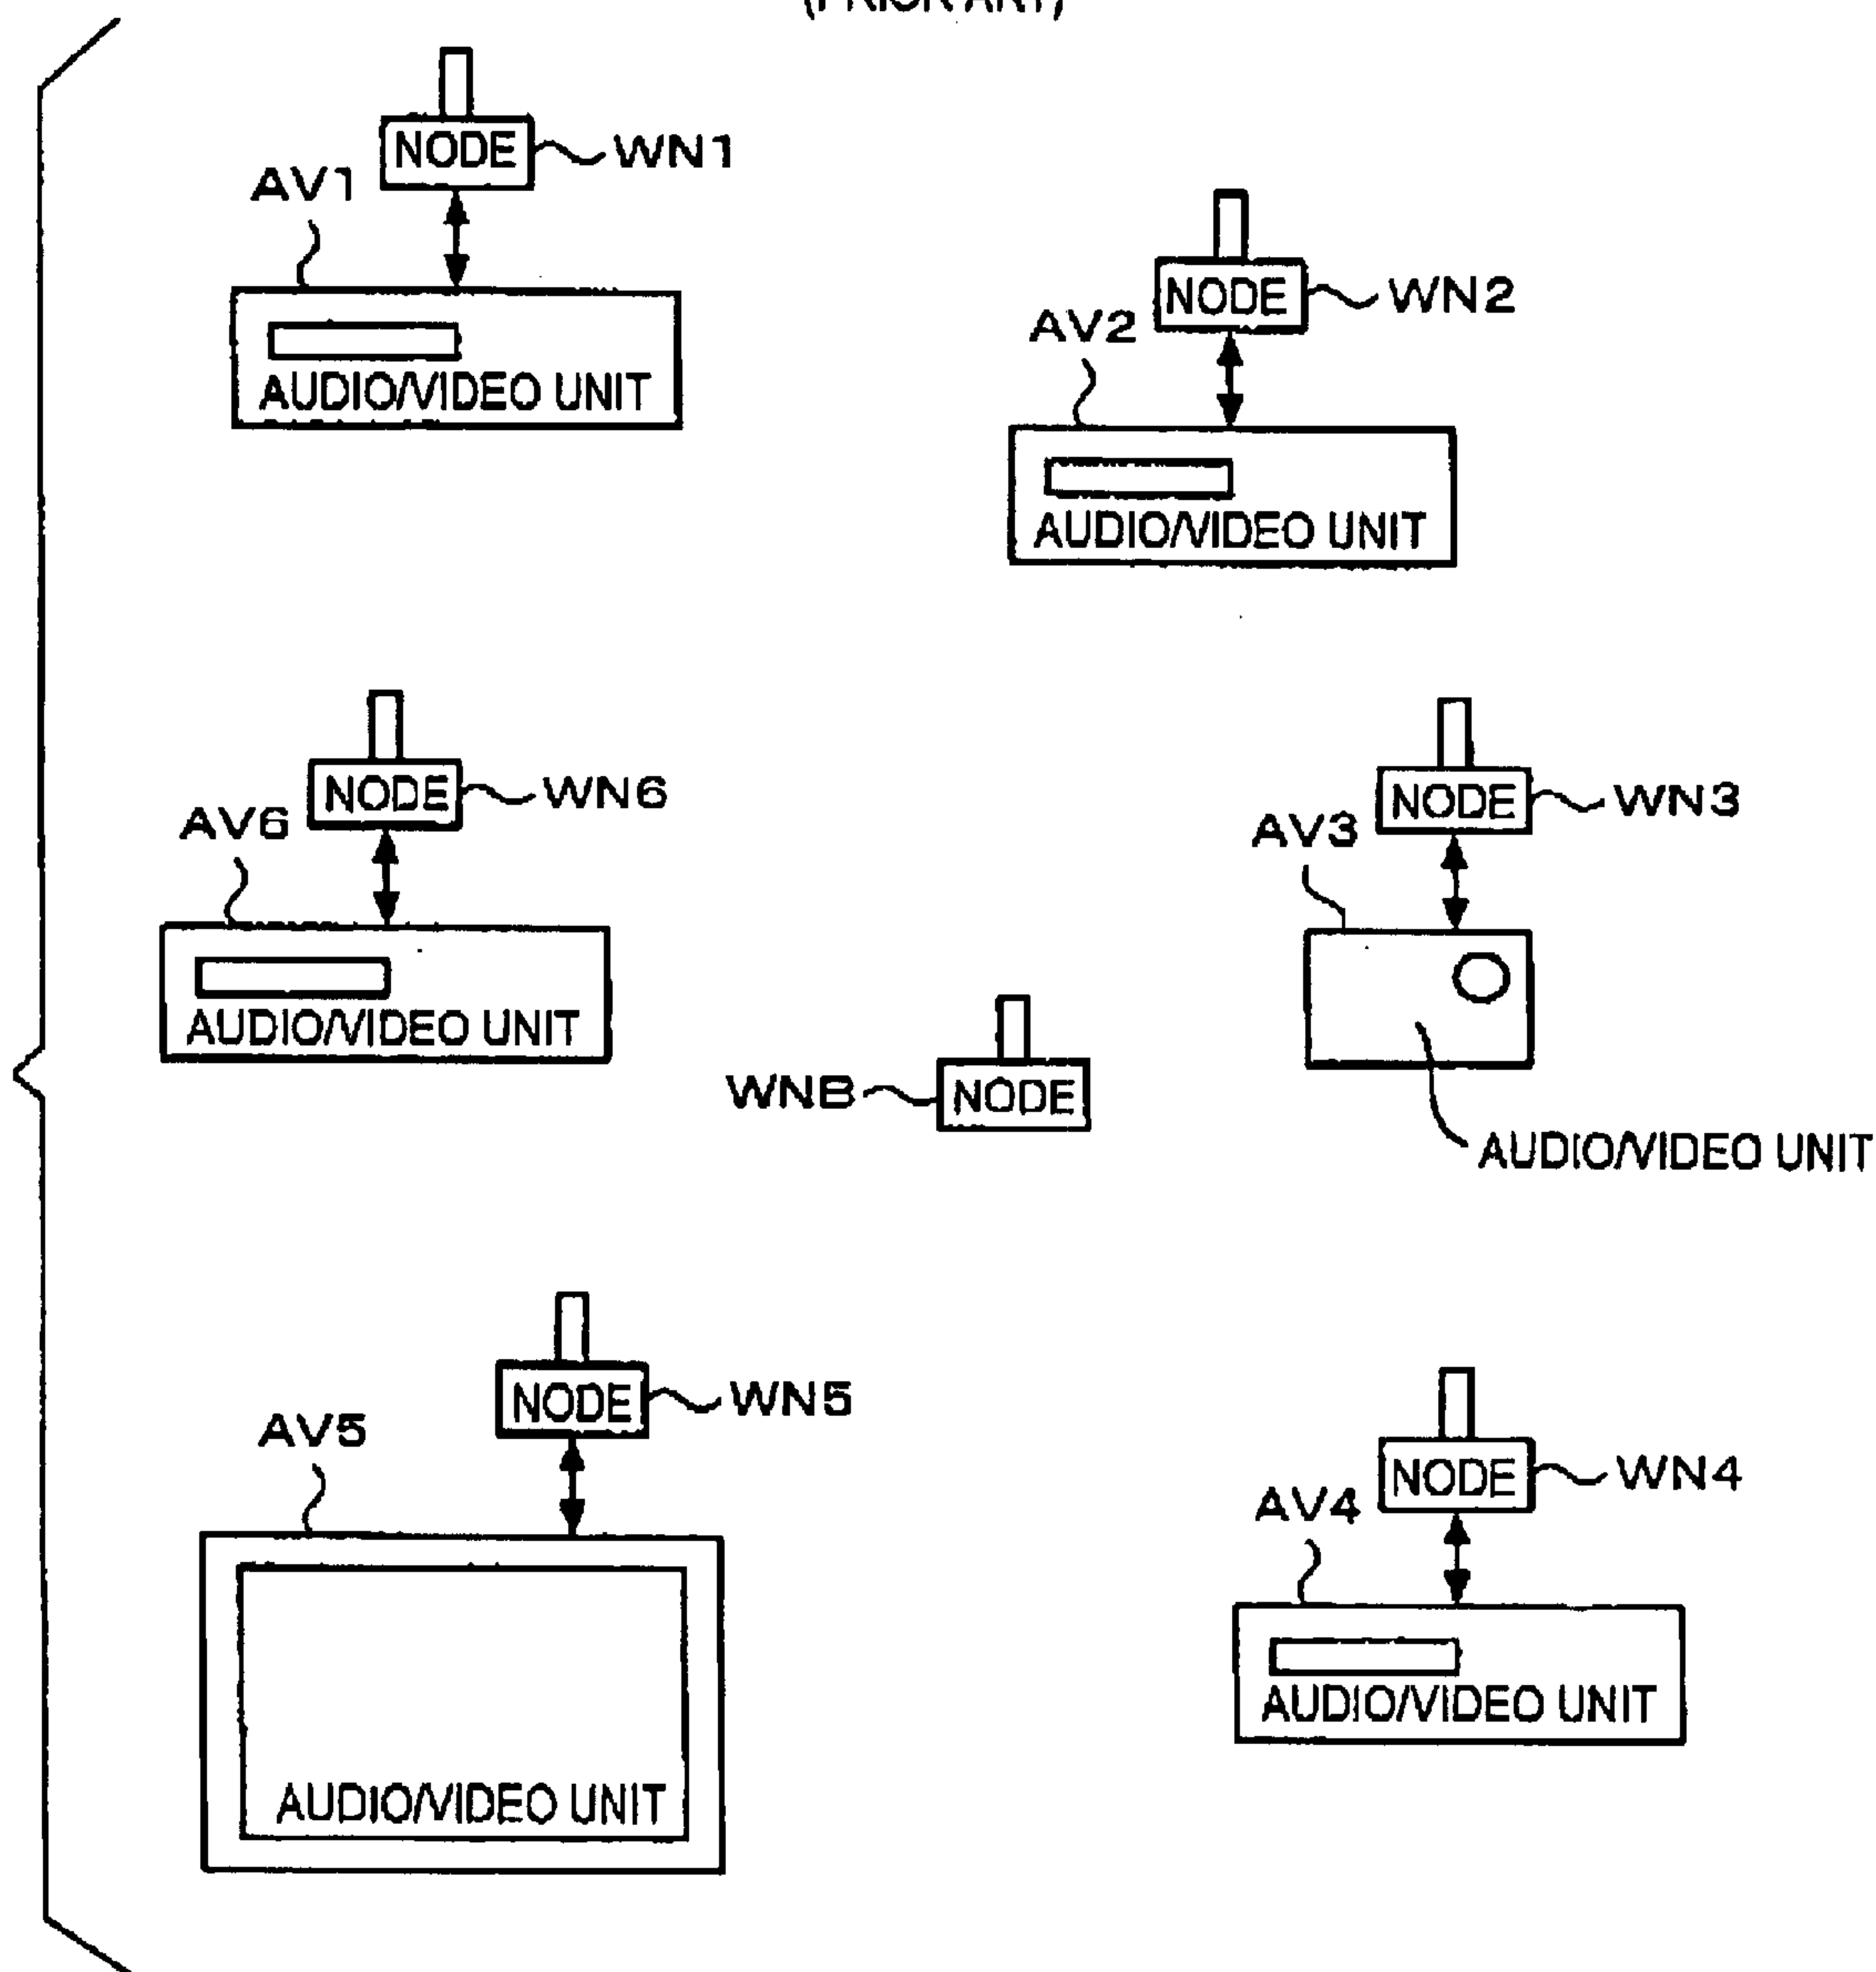 (PRIOR ART)
NODE
WN1
AV1
AUDIO/VIDEO UNIT
NODE
WN2
AV2
AUDIO/VIDEO UNIT
NODE
WN6
AV6
AUDIO/VIDEO UNIT
NODE
WN3
AV3
AUDIO/VIDEO UNIT
WNB
NODE
NODE
WN5
AV5
AUDIO/VIDEO UNIT
NODE
WN4
AV4
AUDIO/VIDEO UNIT